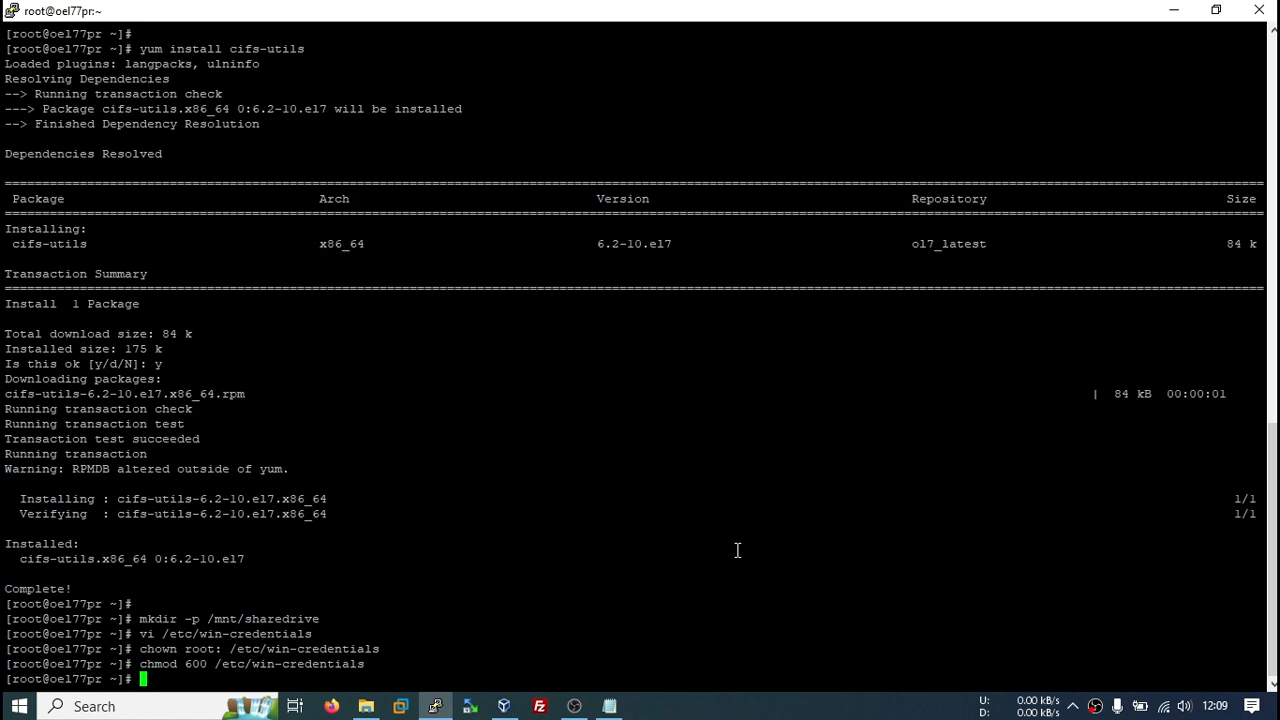 root@oel77pr:~
[root@oel77pr ~]#
[root@oel77pr ~]# yum install cifs-utils
Loaded plugins: langpacks, ulninfo
Resolving Dependencies
--> Running transaction check
---> Package cifs-utils.x86_64 0:6.2-10.el7 will be installed
--> Finished Dependency Resolution
Dependencies Resolved
================================================================================
Package Arch Version Repository Size
================================================================================
Installing:
cifs-utils x86_64 6.2-10.el7 ol7_latest 84 k
Transaction Summary
================================================================================
Install 1 Package
Total download size: 84 k
Installed size: 175 k
Is this ok [y/d/N]: y
Downloading packages:
cifs-utils-6.2-10.el7.x86_64.rpm | 84 kB 00:00:01
Running transaction check
Running transaction test
Transaction test succeeded
Running transaction
Warning: RPMDB altered outside of yum.
Installing : cifs-utils-6.2-10.el7.x86_64 1/1
Verifying : cifs-utils-6.2-10.el7.x86_64 1/1
Installed:
cifs-utils.x86_64 0:6.2-10.el7
Complete!
[root@oel77pr ~]#
[root@oel77pr ~]# mkdir -p /mnt/sharedrive
[root@oel77pr ~]# vi /etc/win-credentials
[root@oel77pr ~]# chown root: /etc/win-credentials
[root@oel77pr ~]# chmod 600 /etc/win-credentials
[root@oel77pr ~]#
Search
U: 0.00 kB/s
D: 0.00 kB/s
12:09